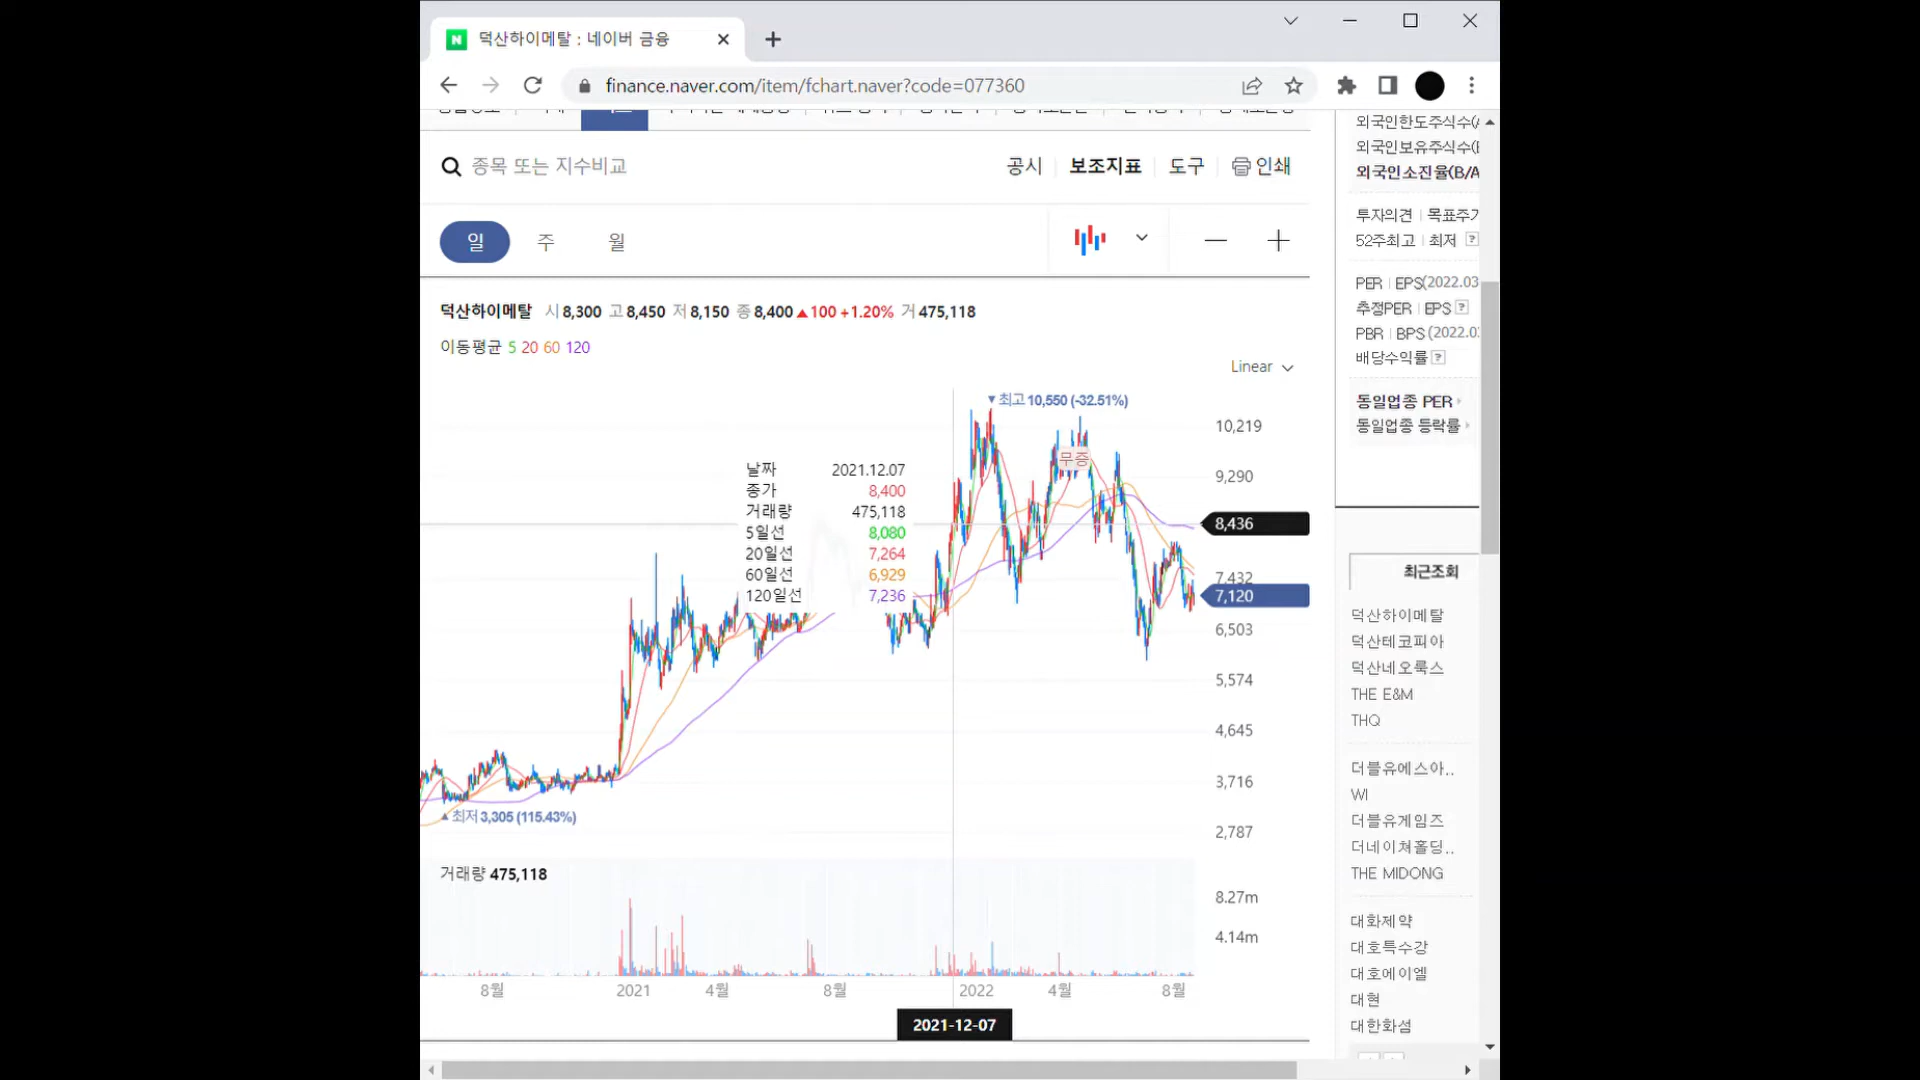 덕산하이메탈 : 네이버 금융
finance.naver.com/item/fchart.naver?code=077360
종목 또는 지수비교
공시 보조지표 도구 인쇄
일 주 월
덕산하이메탈 시 8,300 고 8,450 저 8,150 종 8,400 ▲100 +1.20% 거 475,118
이동평균 5 20 60 120
Linear
▼최고 10,550 (-32.51%)
무증
날짜 2021.12.07
종가 8,400
거래량 475,118
5일선 8,080
20일선 7,264
60일선 6,929
120일선 7,236
▲최저 3,305 (115.43%)
10,219
9,290
8,436
7,432
7,120
6,503
5,574
4,645
3,716
2,787
거래량 475,118
8.27m
4.14m
8월 2021 4월 8월 2022 4월 8월
2021-12-07
외국인한도주식수(A
외국인보유주식수(B
외국인소진율(B/A
투자의견 | 목표주가
52주최고 | 최저 ?
PER | EPS(2022.03
추정PER | EPS ?
PBR | BPS (2022.03
배당수익률 ?
동일업종 PER
동일업종 등락률
최근조회
덕산하이메탈
덕산테코피아
덕산네오룩스
THE E&M
THQ
더블유에스아..
WI
더블유게임즈
더네이쳐홀딩..
THE MIDONG
대화제약
대호특수강
대호에이엘
대현
대한화섬